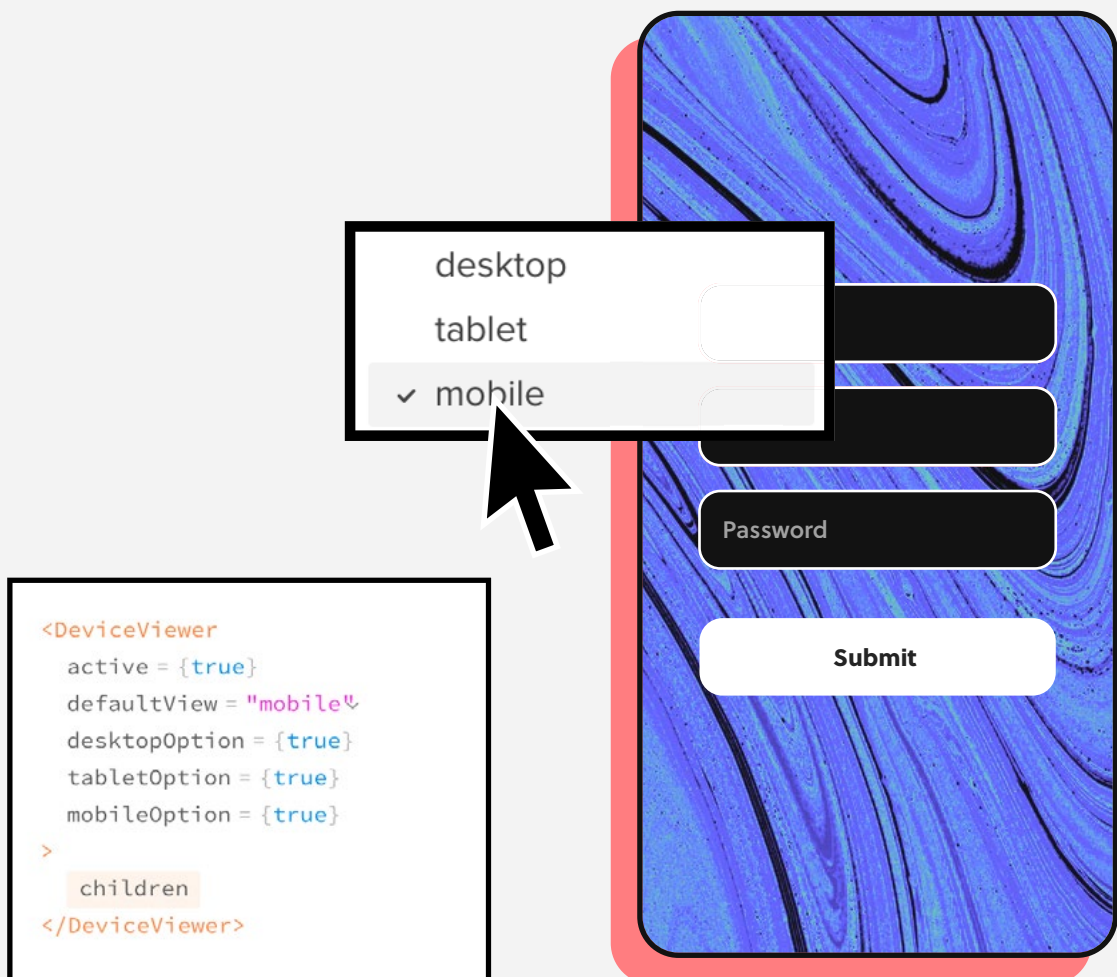 desktop
tablet
mobile
Password
Submit
<DeviceViewer
active = {true}
defaultView = "mobile"
desktopOption = {true}
tabletOption = {true}
mobileOption = {true}
>
children
</DeviceViewer>